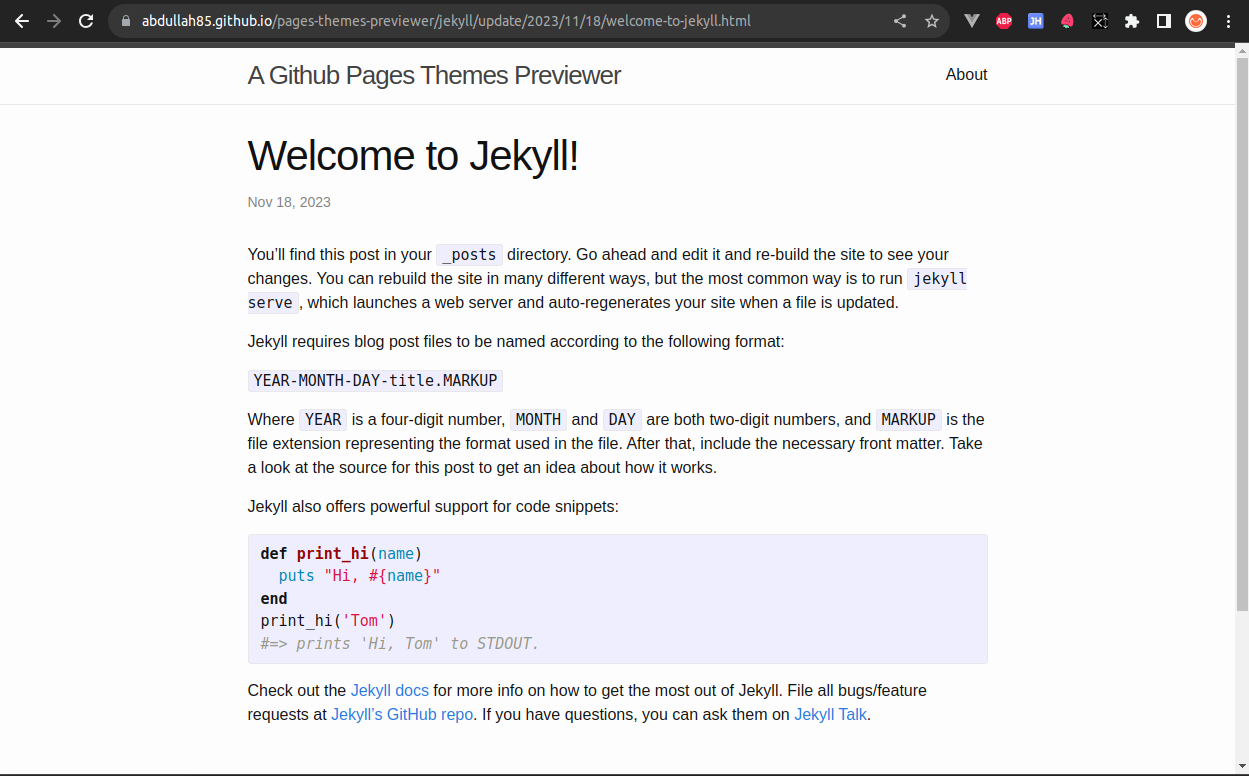 abdullah85.github.io/pages-themes-previewer/jekyll/update/2023/11/18/welcome-to-jekyll.html
ABP
JH
A Github Pages Themes Previewer
About
Welcome to Jekyll!
Nov 18, 2023
You’ll find this post in your _posts directory. Go ahead and edit it and re-build the site to see your
changes. You can rebuild the site in many different ways, but the most common way is to run jekyll
serve , which launches a web server and auto-regenerates your site when a file is updated.
Jekyll requires blog post files to be named according to the following format:
YEAR-MONTH-DAY-title.MARKUP
Where YEAR is a four-digit number, MONTH and DAY are both two-digit numbers, and MARKUP is the
file extension representing the format used in the file. After that, include the necessary front matter. Take
a look at the source for this post to get an idea about how it works.
Jekyll also offers powerful support for code snippets:
def print_hi(name)
  puts "Hi, #{name}"
end
print_hi('Tom')
#=> prints 'Hi, Tom' to STDOUT.
Check out the Jekyll docs for more info on how to get the most out of Jekyll. File all bugs/feature
requests at Jekyll’s GitHub repo. If you have questions, you can ask them on Jekyll Talk.